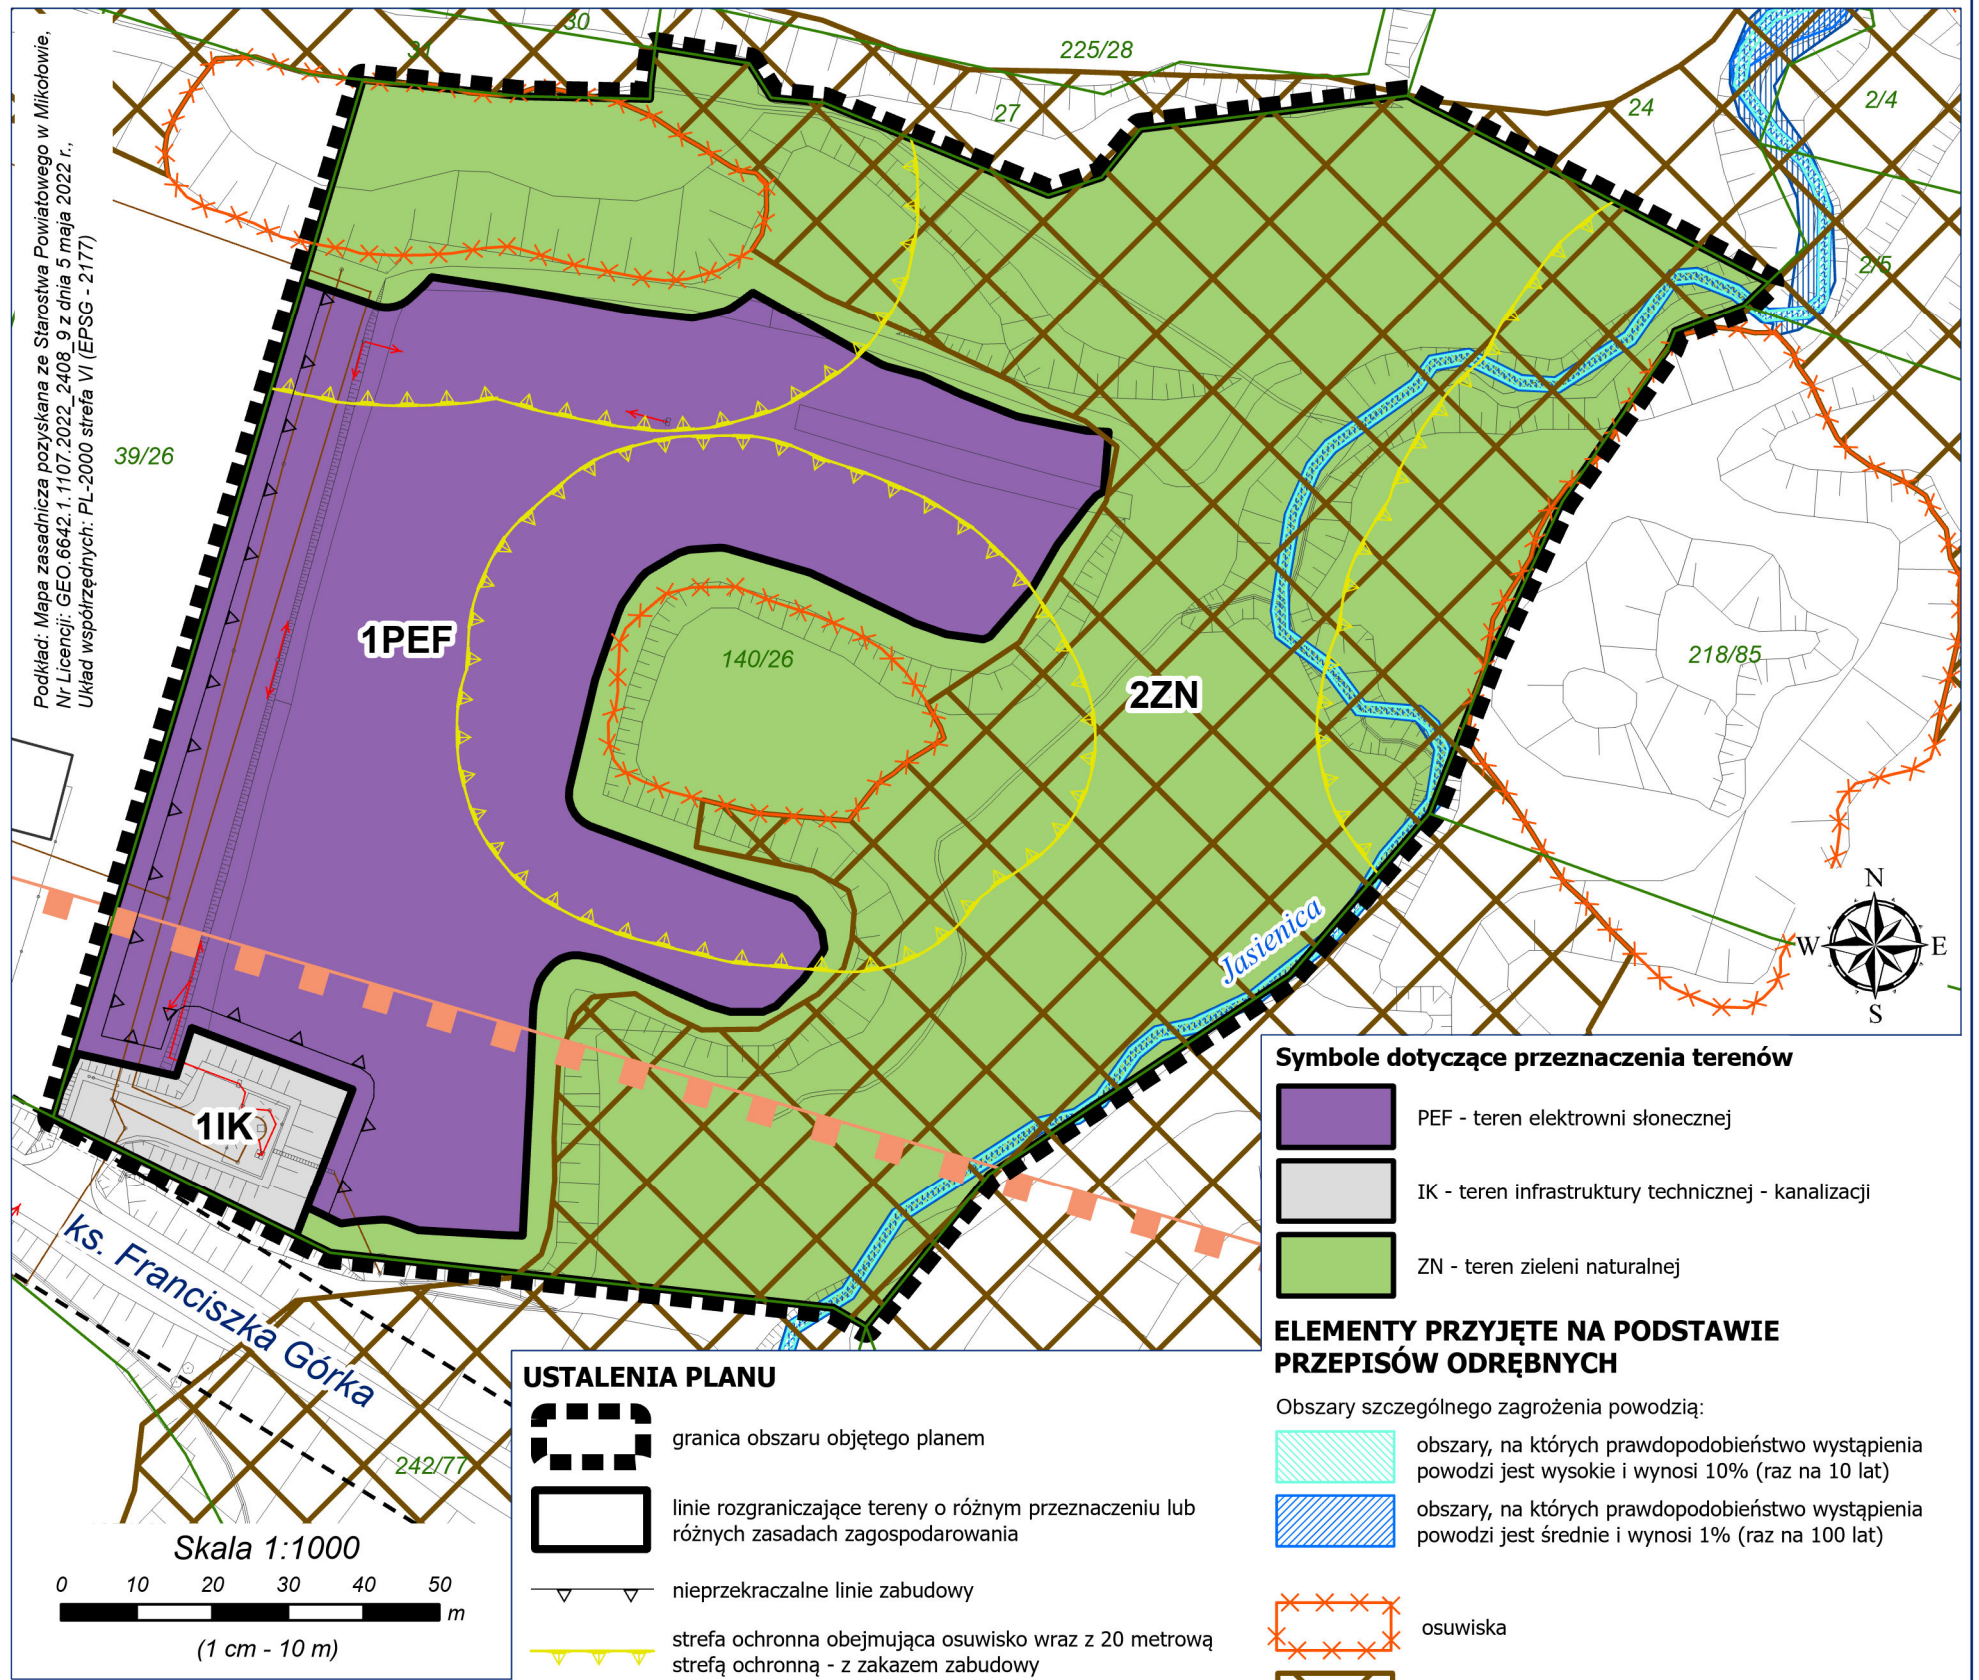 Podkład: Mapa zasadnicza pozyskana ze Starostwa Powiatowego w Mikołowie,
Nr Licencji: GEO.6642.1.1107.2022_2408_9 z dnia 5 maja 2022 r.,
Układ współrzędnych: PL-2000 strefa VI (EPSG - 2177)
31
30
225/28
27
24
2/4
2/5
39/26
1PEF
140/26
2ZN
218/85
Jasienica
N
W
E
S
1IK
ks. Franciszka Górka
242/77
Skala 1:1000
0 10 20 30 40 50
m
(1 cm - 10 m)
USTALENIA PLANU
granica obszaru objętego planem
linie rozgraniczające tereny o różnym przeznaczeniu lub
różnych zasadach zagospodarowania
nieprzekraczalne linie zabudowy
strefa ochronna obejmująca osuwisko wraz z 20 metrową
strefą ochronną - z zakazem zabudowy
Symbole dotyczące przeznaczenia terenów
PEF - teren elektrowni słonecznej
IK - teren infrastruktury technicznej - kanalizacji
ZN - teren zieleni naturalnej
ELEMENTY PRZYJĘTE NA PODSTAWIE
PRZEPISÓW ODRĘBNYCH
Obszary szczególnego zagrożenia powodzią:
obszary, na których prawdopodobieństwo wystąpienia
powodzi jest wysokie i wynosi 10% (raz na 10 lat)
obszary, na których prawdopodobieństwo wystąpienia
powodzi jest średnie i wynosi 1% (raz na 100 lat)
osuwiska